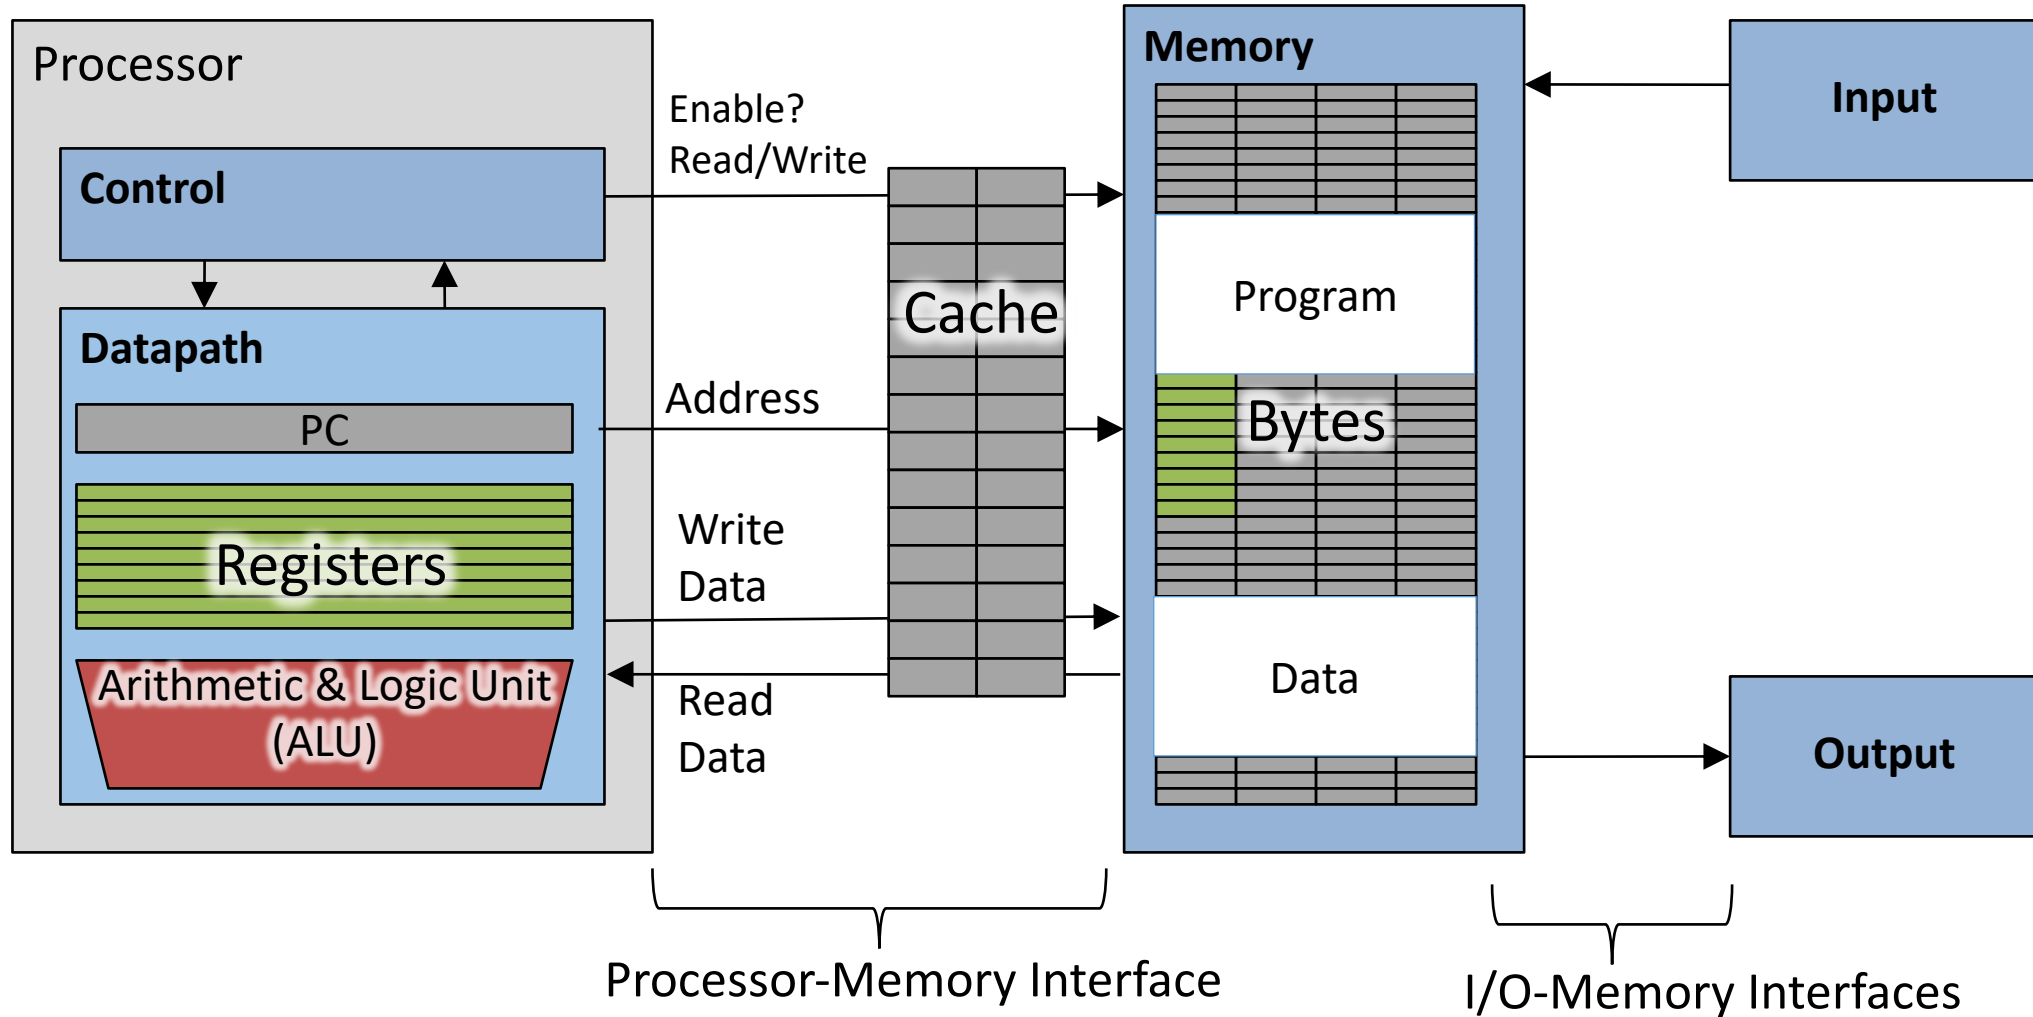 Processor
Control
Datapath
PC
Registers
Arithmetic & Logic Unit
(ALU)
Enable?
Read/Write
Cache
Address
Write
Data
Read
Data
Memory
Program
Bytes
Data
Input
Output
Processor-Memory Interface
I/O-Memory Interfaces